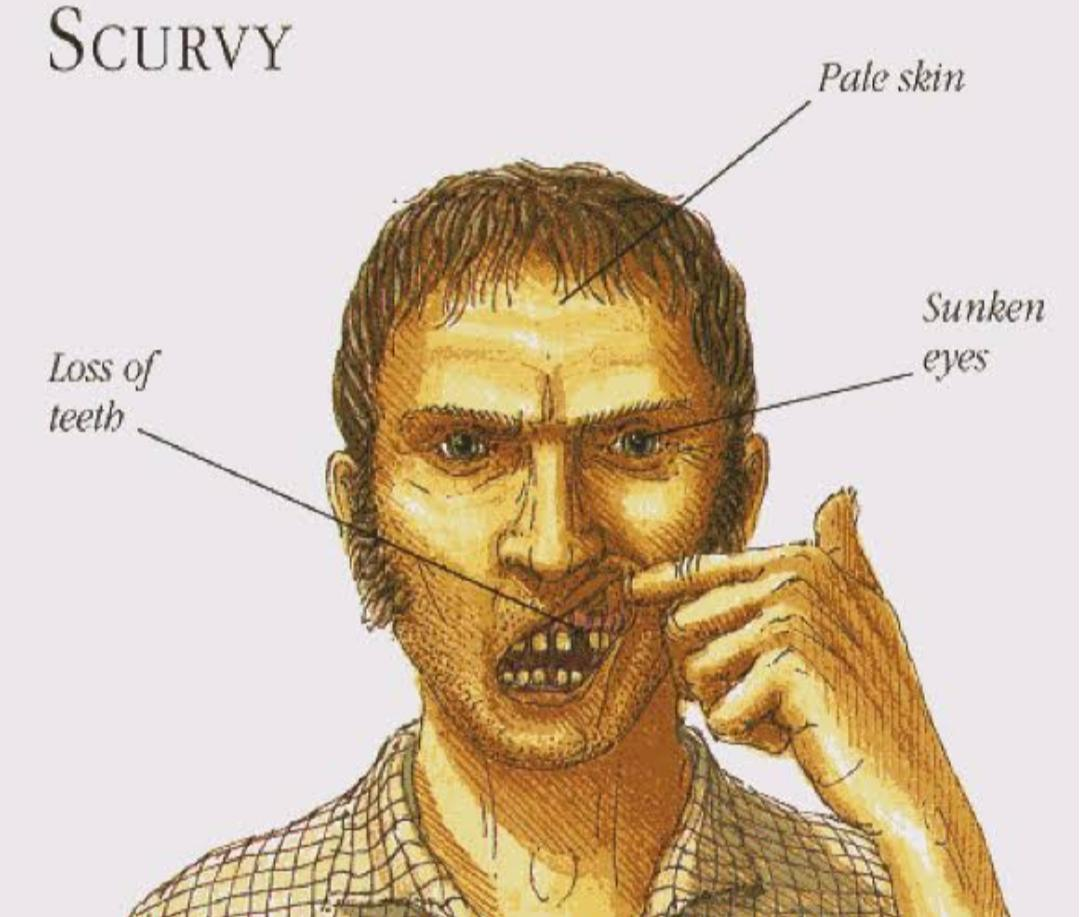 SCURVY
Pale skin
Sunken
eyes
Loss of
teeth